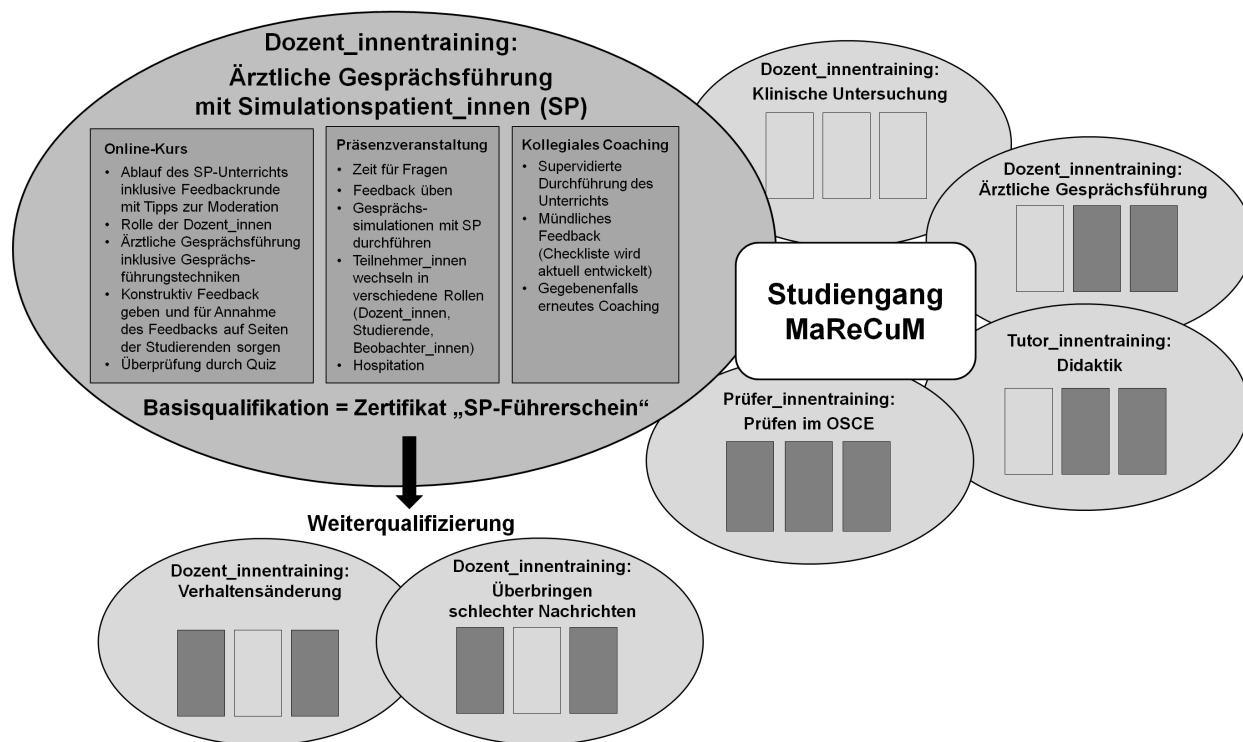 Dozent_innentraining:
Ärztliche Gesprächsführung
mit Simulationspatient_innen (SP)
Online-Kurs
• Ablauf des SP-Unterrichts
inklusive Feedbackrunde
mit Tipps zur Moderation
• Rolle der Dozent_innen
• Ärztliche Gesprächsführung
inklusive Gesprächs-
führungstechniken
• Konstruktiv Feedback
geben und für Annahme
des Feedbacks auf Seiten
der Studierenden sorgen
• Überprüfung durch Quiz
Präsenzveranstaltung
• Zeit für Fragen
• Feedback üben
• Gesprächs-
simulationen mit SP
durchführen
• Teilnehmer_innen
wechseln in
verschiedene Rollen
(Dozent_innen,
Studierende,
Beobachter_innen)
• Hospitation
Kollegiales Coaching
• Supervidierte
Durchführung des
Unterrichts
• Mündliches
Feedback
(Checkliste wird
aktuell entwickelt)
• Gegebenenfalls
erneutes Coaching
Basisqualifikation = Zertifikat „SP-Führerschein“
Weiterqualifizierung
Dozent_innentraining:
Verhaltensänderung
Dozent_innentraining:
Überbringen
schlechter Nachrichten
Dozent_innentraining:
Klinische Untersuchung
Dozent_innentraining:
Ärztliche Gesprächsführung
Studiengang
MaReCuM
Tutor_innentraining:
Didaktik
Prüfer_innentraining:
Prüfen im OSCE